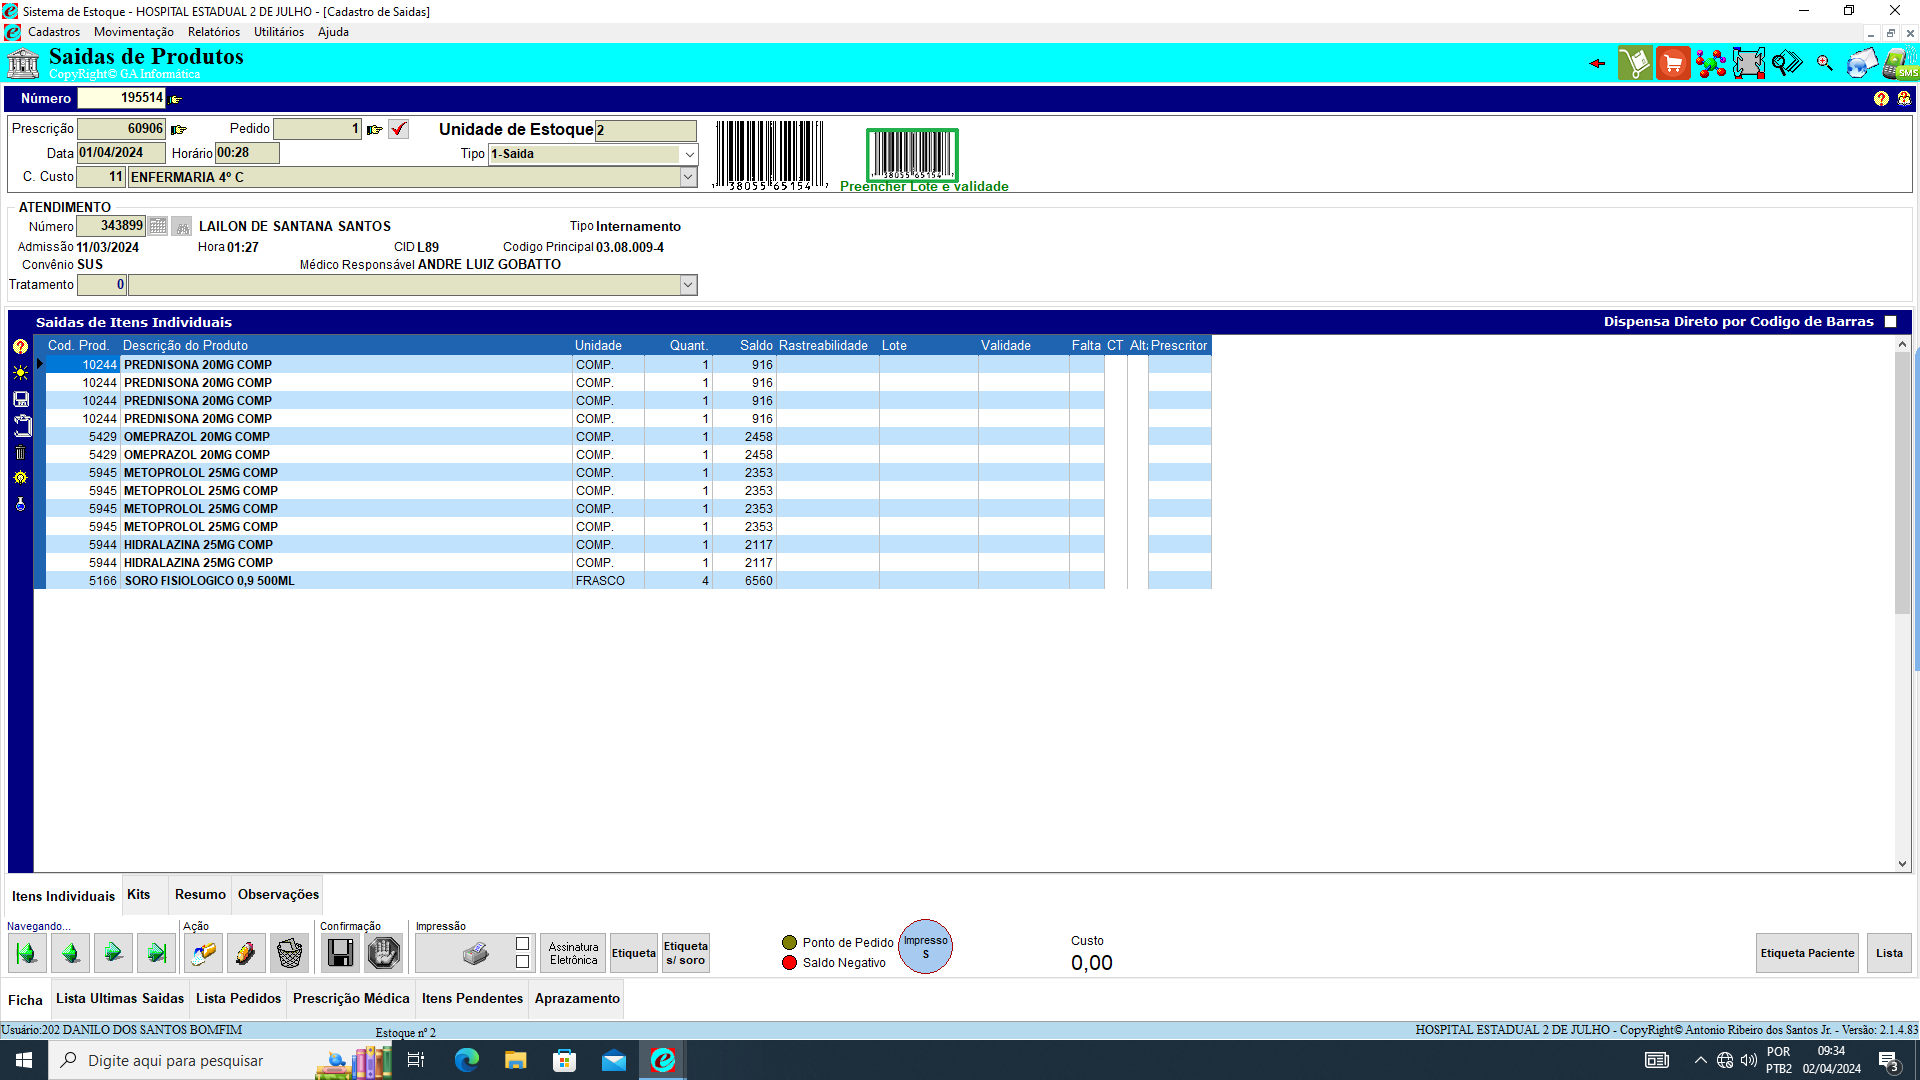 Sistema de Estoque - HOSPITAL ESTADUAL 2 DE JULHO - [Cadastro de Saidas]
Cadastros Movimentação Relatórios Utilitários Ajuda
Saidas de Produtos
CopyRight© GA Informática
SMS
Número 195514
Prescrição 60906 Pedido 1 Unidade de Estoque 2
Data 01/04/2024 Horário 00:28 Tipo 1-Saida
C. Custo 11 ENFERMARIA 4º C
38055 65154
38055 65154
Preencher Lote e validade
ATENDIMENTO
Número 343899 LAILON DE SANTANA SANTOS Tipo Internamento
Admissão 11/03/2024 Hora 01:27 CID L89 Codigo Principal 03.08.009-4
Convênio SUS Médico Responsável ANDRE LUIZ GOBATTO
Tratamento 0
Saidas de Itens Individuais Dispensa Direto por Codigo de Barras
Cod. Prod. Descrição do Produto Unidade Quant. Saldo Rastreabilidade Lote Validade Falta CT Alt. Prescritor
10244 PREDNISONA 20MG COMP COMP. 1 916
10244 PREDNISONA 20MG COMP COMP. 1 916
10244 PREDNISONA 20MG COMP COMP. 1 916
10244 PREDNISONA 20MG COMP COMP. 1 916
5429 OMEPRAZOL 20MG COMP COMP. 1 2458
5429 OMEPRAZOL 20MG COMP COMP. 1 2458
5945 METOPROLOL 25MG COMP COMP. 1 2353
5945 METOPROLOL 25MG COMP COMP. 1 2353
5945 METOPROLOL 25MG COMP COMP. 1 2353
5945 METOPROLOL 25MG COMP COMP. 1 2353
5944 HIDRALAZINA 25MG COMP COMP. 1 2117
5944 HIDRALAZINA 25MG COMP COMP. 1 2117
5166 SORO FISIOLOGICO 0,9 500ML FRASCO 4 6560
Itens Individuais Kits Resumo Observações
Navegando... Ação Confirmação Impressão
Assinatura Eletrônica
Etiqueta
Etiqueta s/ soro
Ponto de Pedido
Saldo Negativo
Impresso
S
Custo
0,00
Etiqueta Paciente Lista
Ficha Lista Ultimas Saidas Lista Pedidos Prescrição Médica Itens Pendentes Aprazamento
Usuário:202 DANILO DOS SANTOS BOMFIM Estoque nº 2 HOSPITAL ESTADUAL 2 DE JULHO - CopyRight© Antonio Ribeiro dos Santos Jr. - Versão: 2.1.4.83
Digite aqui para pesquisar
POR
PTB2
09:34
02/04/2024
3